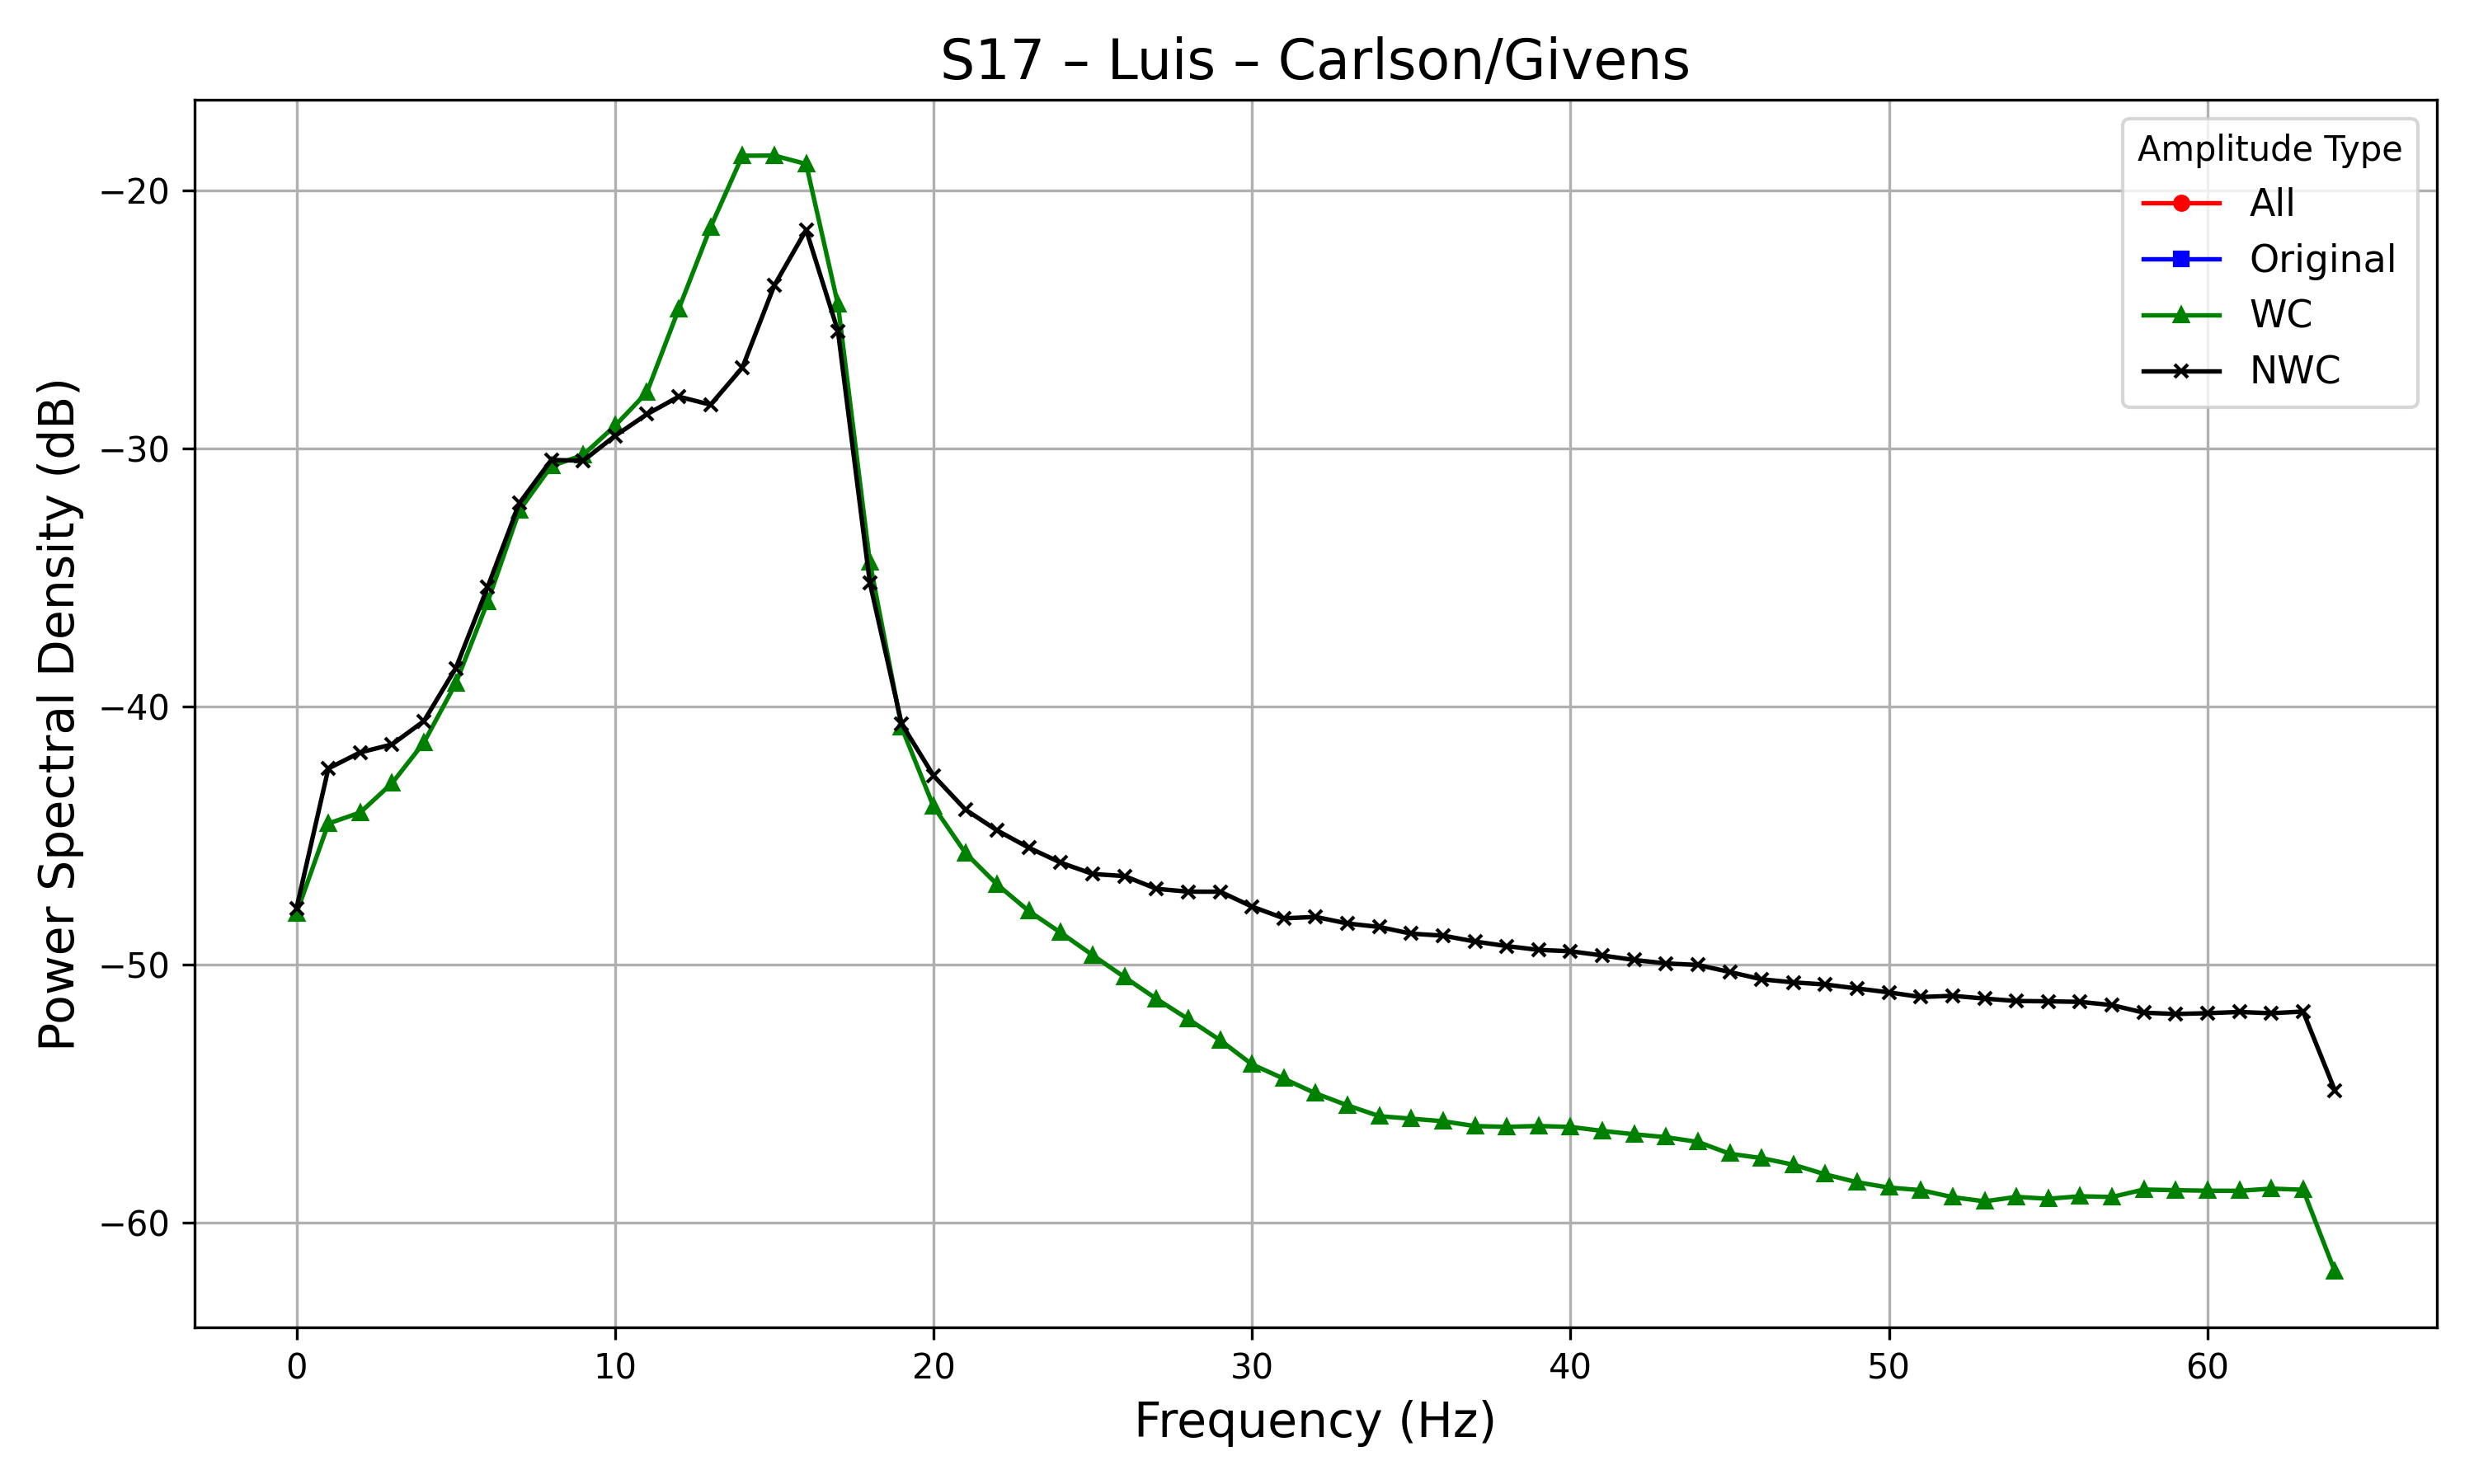 S17 – Luis – Carlson/Givens
Power Spectral Density (dB)
−20
−30
−40
−50
−60
Amplitude Type
All
Original
WC
NWC
0 10 20 30 40 50 60
Frequency (Hz)